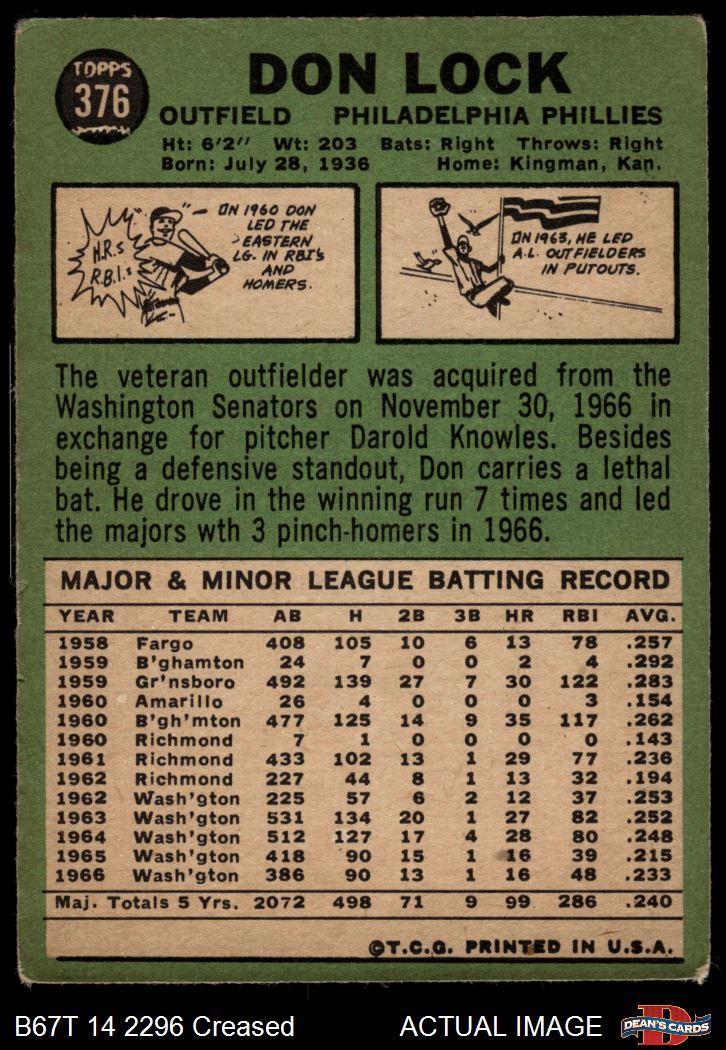 TOPPS
376
DON LOCK
OUTFIELD PHILADELPHIA PHILLIES
Ht: 6'2" Wt: 203 Bats: Right Throws: Right
Born: July 28, 1936 Home: Kingman, Kan.
H.R.s
R.B.I.s
ON 1960 DON
LED THE
EASTERN
LG. IN RBI's
AND
HOMERS.
ON 1963, HE LED
A.L. OUTFIELDERS
IN PUTOUTS.
The veteran outfielder was acquired from the
Washington Senators on November 30, 1966 in
exchange for pitcher Darold Knowles. Besides
being a defensive standout, Don carries a lethal
bat. He drove in the winning run 7 times and led
the majors wth 3 pinch-homers in 1966.
MAJOR & MINOR LEAGUE BATTING RECORD
YEAR TEAM AB H 2B 3B HR RBI AVG.
1958 Fargo 408 105 10 6 13 78 .257
1959 B'ghamton 24 7 0 0 2 4 .292
1959 Gr'nsboro 492 139 27 7 30 122 .283
1960 Amarillo 26 4 0 0 0 3 .154
1960 B'gh'mton 477 125 14 9 35 117 .262
1960 Richmond 7 1 0 0 0 0 .143
1961 Richmond 433 102 13 1 29 77 .236
1962 Richmond 227 44 8 1 13 32 .194
1962 Wash'gton 225 57 6 2 12 37 .253
1963 Wash'gton 531 134 20 1 27 82 .252
1964 Wash'gton 512 127 17 4 28 80 .248
1965 Wash'gton 418 90 15 1 16 39 .215
1966 Wash'gton 386 90 13 1 16 48 .233
Maj. Totals 5 Yrs. 2072 498 71 9 99 286 .240
©T.C.G. PRINTED IN U.S.A.
B67T 14 2296 Creased ACTUAL IMAGE
D
DEAN'S CARDS